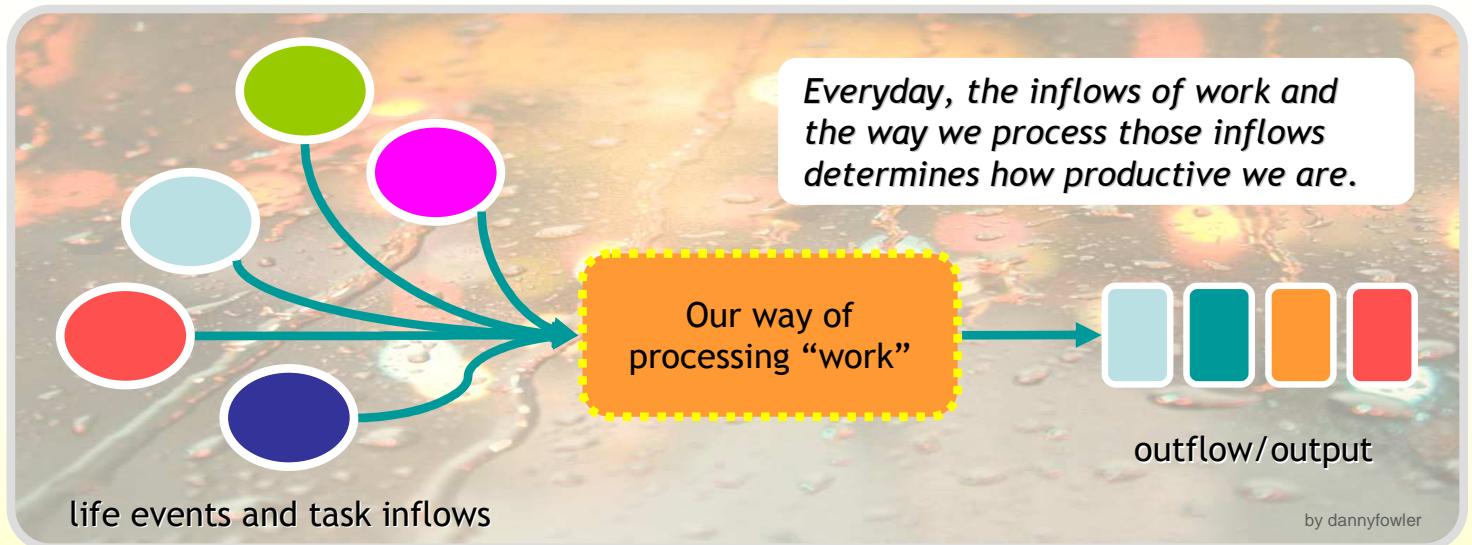 Everyday, the inflows of work and
the way we process those inflows
determines how productive we are.
Our way of
processing “work”
outflow/output
life events and task inflows
by dannyfowler